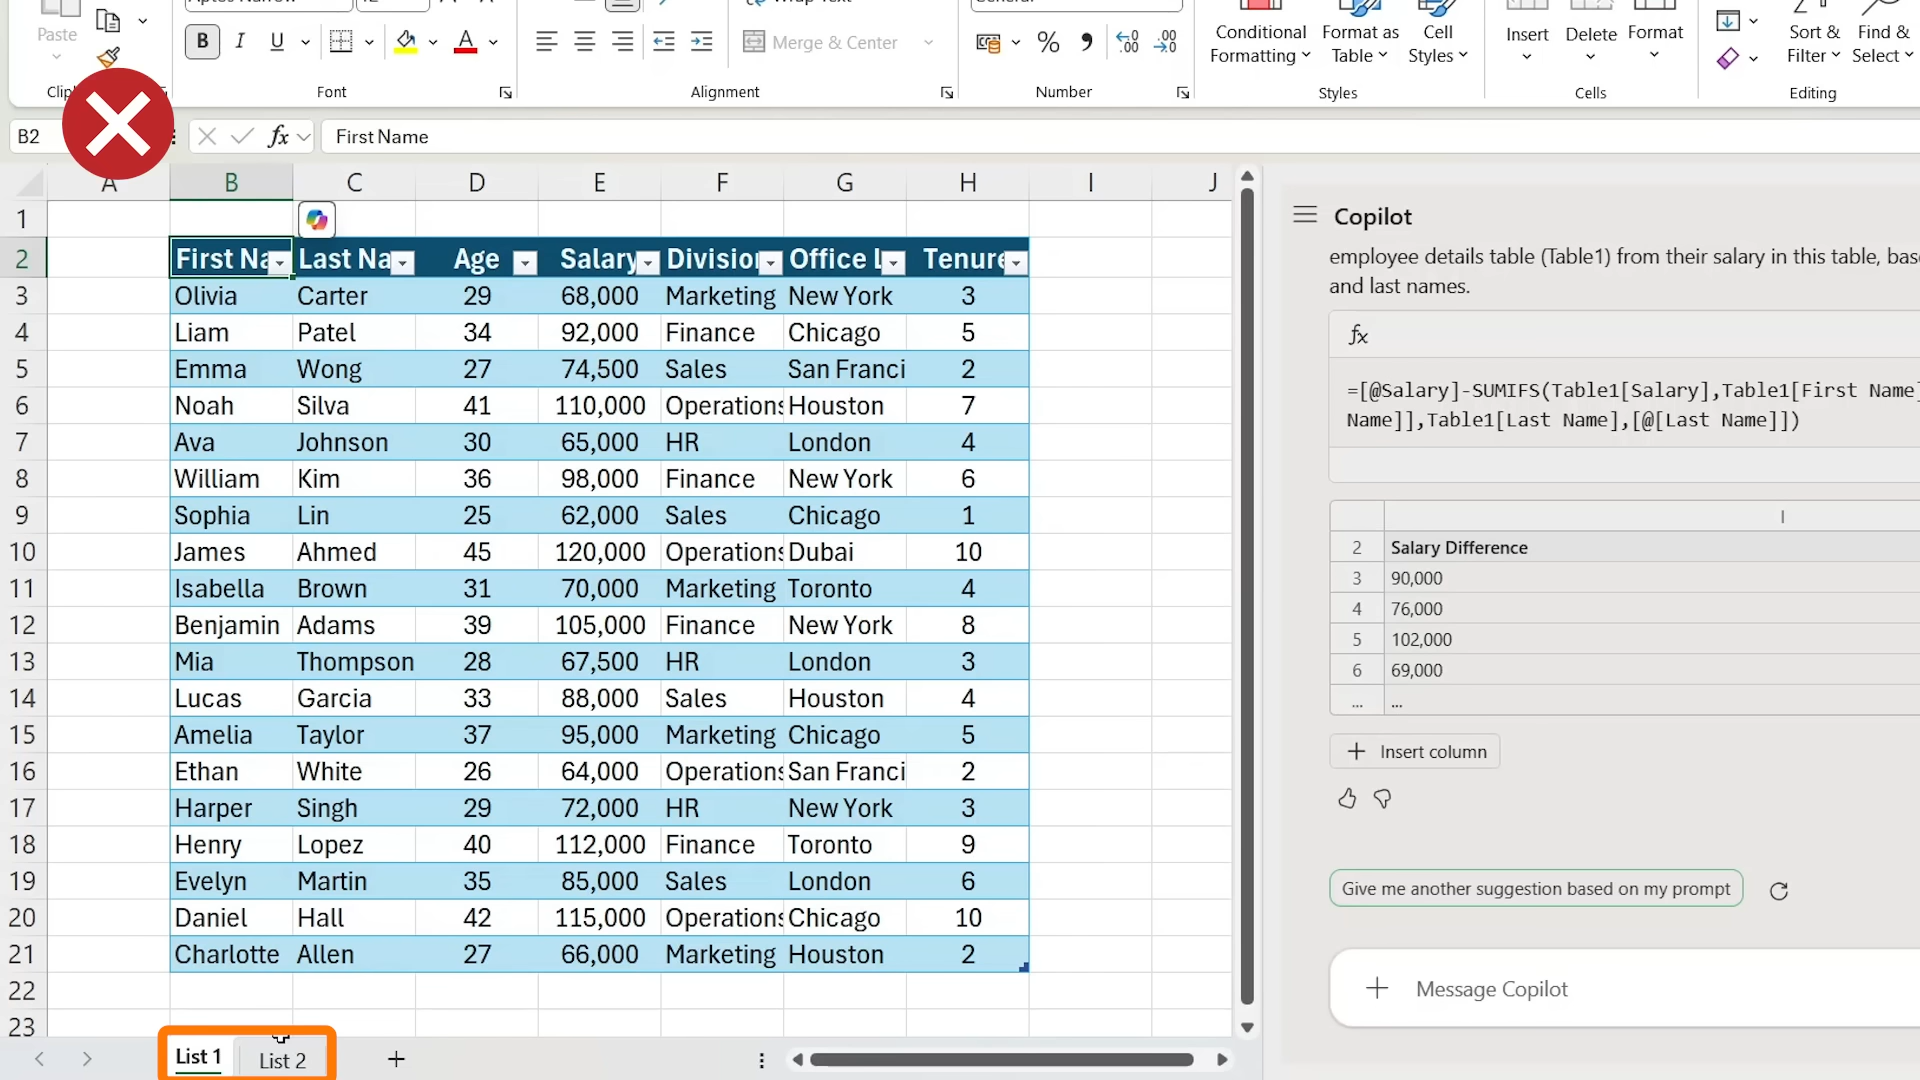 Paste
Clip
B I U A
Font
Wrap Text
Merge & Center
Alignment
General
% .00
Number
Conditional Formatting
Format as Table
Cell Styles
Styles
Insert
Delete
Format
Cells
Sort & Filter
Find & Select
Editing
B2 fx First Name
A B C D E F G H I J
1
2 First Na Last Na Age Salary Division Office L Tenure
3 Olivia Carter 29 68,000 Marketing New York 3
4 Liam Patel 34 92,000 Finance Chicago 5
5 Emma Wong 27 74,500 Sales San Franci 2
6 Noah Silva 41 110,000 Operations Houston 7
7 Ava Johnson 30 65,000 HR London 4
8 William Kim 36 98,000 Finance New York 6
9 Sophia Lin 25 62,000 Sales Chicago 1
10 James Ahmed 45 120,000 Operations Dubai 10
11 Isabella Brown 31 70,000 Marketing Toronto 4
12 Benjamin Adams 39 105,000 Finance New York 8
13 Mia Thompson 28 67,500 HR London 3
14 Lucas Garcia 33 88,000 Sales Houston 4
15 Amelia Taylor 37 95,000 Marketing Chicago 5
16 Ethan White 26 64,000 Operations San Franci 2
17 Harper Singh 29 72,000 HR New York 3
18 Henry Lopez 40 112,000 Finance Toronto 9
19 Evelyn Martin 35 85,000 Sales London 6
20 Daniel Hall 42 115,000 Operations Chicago 10
21 Charlotte Allen 27 66,000 Marketing Houston 2
22
23
List 1 List 2
Copilot
employee details table (Table1) from their salary in this table, bas
and last names.
fx
=[@Salary]-SUMIFS(Table1[Salary],Table1[First Name]
Name]],Table1[Last Name],[@[Last Name]])
I
2 Salary Difference
3 90,000
4 76,000
5 102,000
6 69,000
... ...
Insert column
Give me another suggestion based on my prompt
Message Copilot